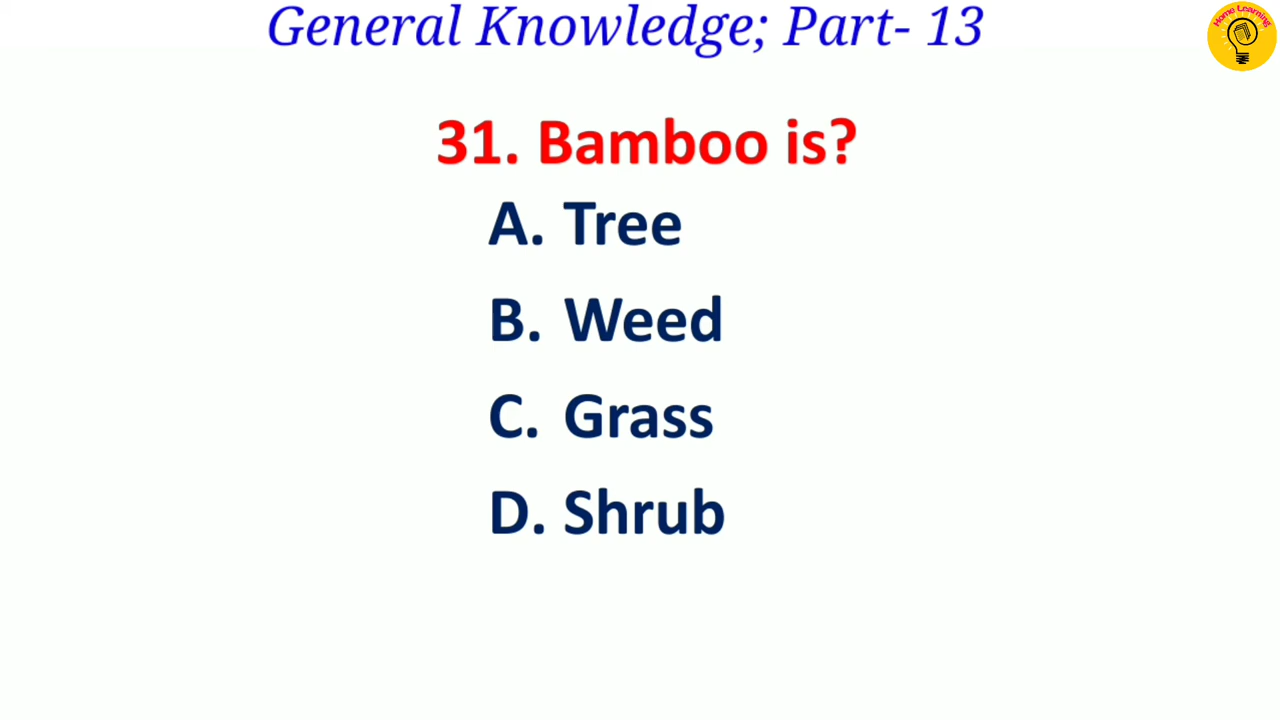 General Knowledge; Part- 13
Home Learning
31. Bamboo is?
A. Tree
B. Weed
C. Grass
D. Shrub